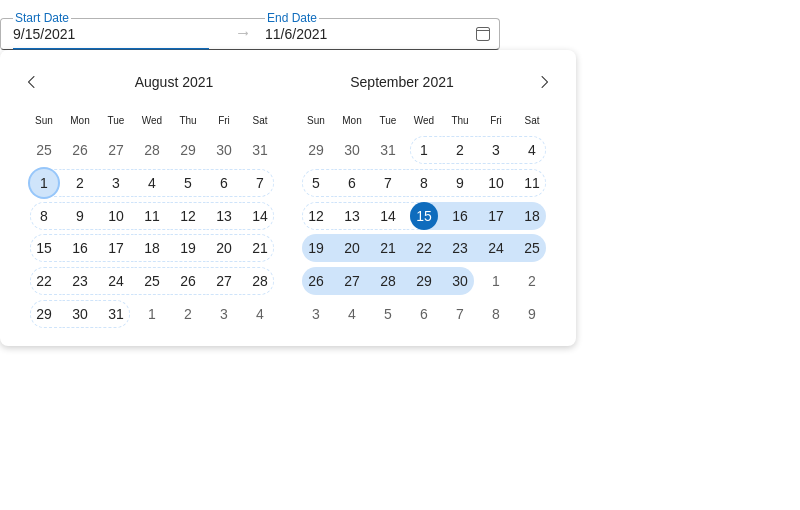 Start Date End Date
9/15/2021 → 11/6/2021
August 2021 September 2021
Sun Mon Tue Wed Thu Fri Sat Sun Mon Tue Wed Thu Fri Sat
25 26 27 28 29 30 31 29 30 31 1 2 3 4
1 2 3 4 5 6 7 5 6 7 8 9 10 11
8 9 10 11 12 13 14 12 13 14 15 16 17 18
15 16 17 18 19 20 21 19 20 21 22 23 24 25
22 23 24 25 26 27 28 26 27 28 29 30 1 2
29 30 31 1 2 3 4 3 4 5 6 7 8 9